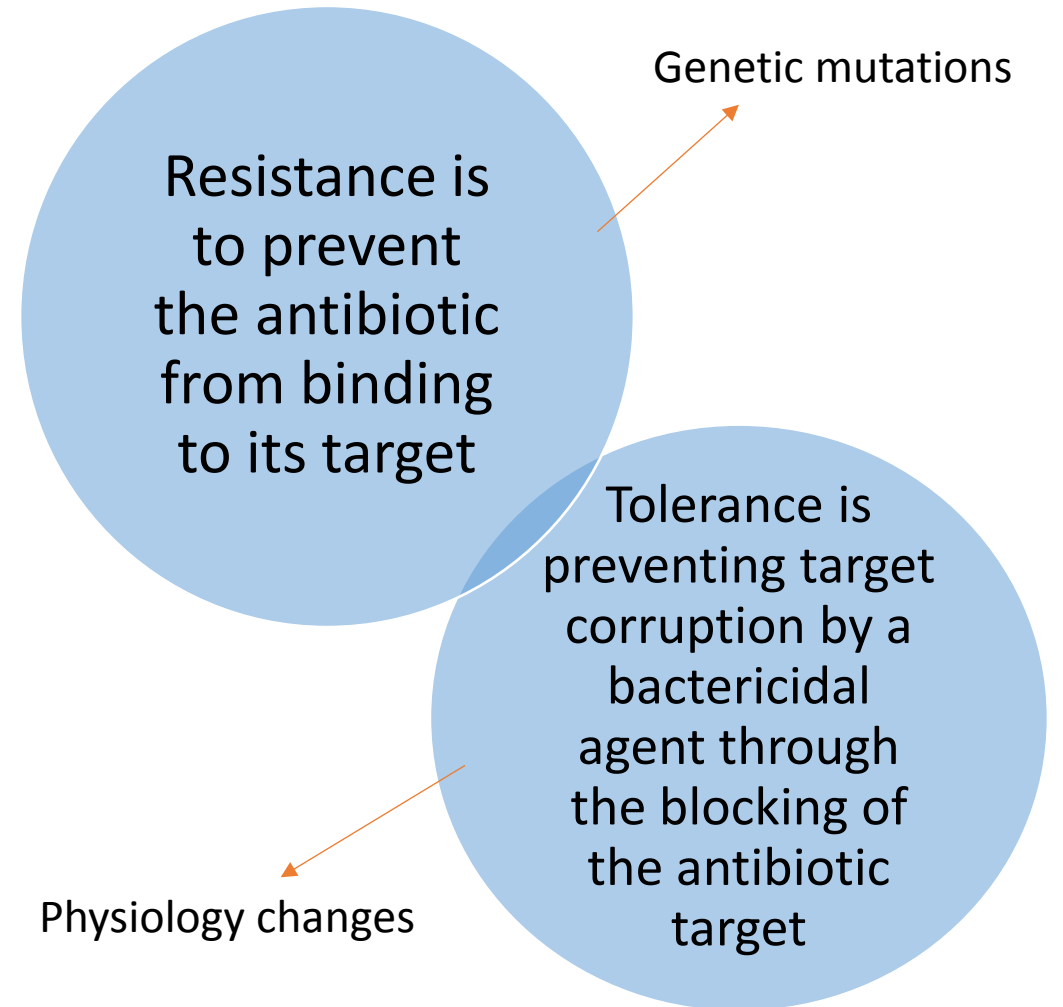 Genetic mutations
Resistance is
to prevent
the antibiotic
from binding
to its target
Tolerance is
preventing target
corruption by a
bactericidal
agent through
the blocking of
the antibiotic
target
Physiology changes